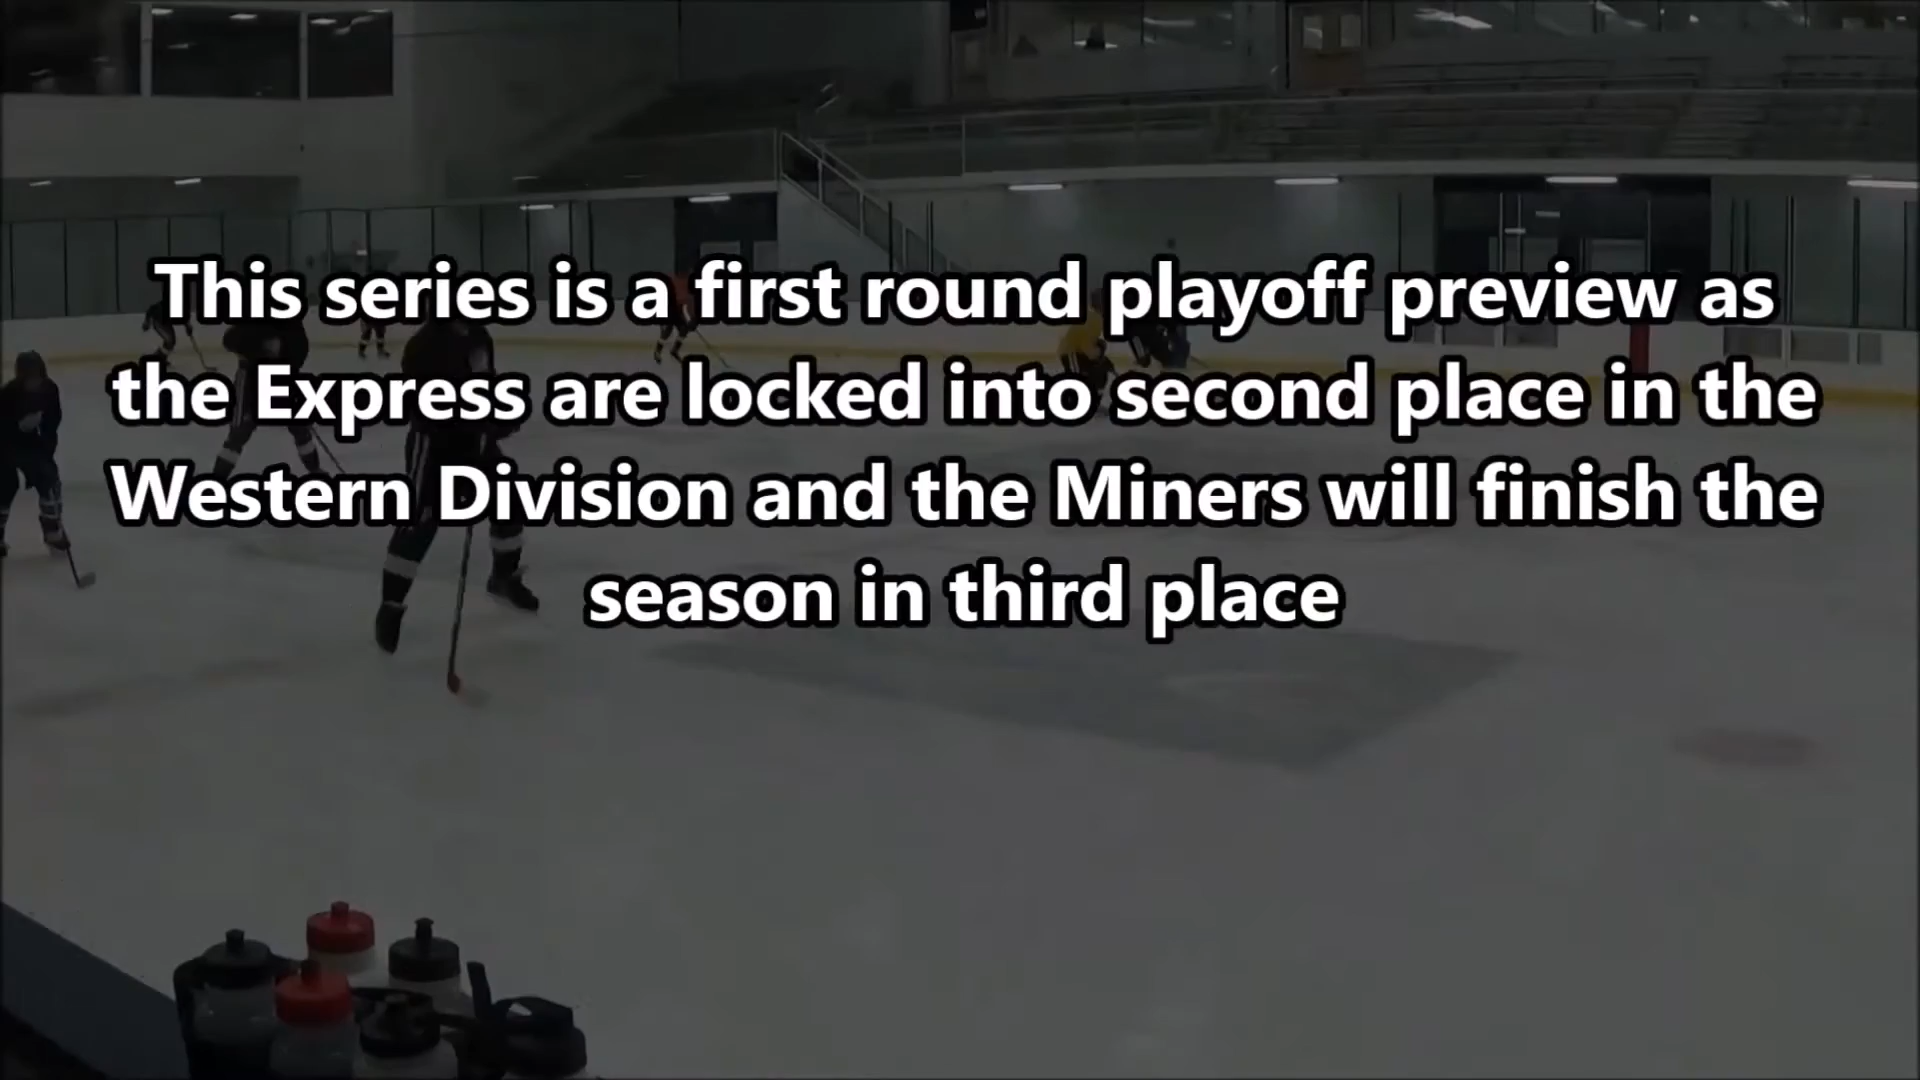 This series is a first round playoff preview as
the Express are locked into second place in the
Western Division and the Miners will finish the
season in third place